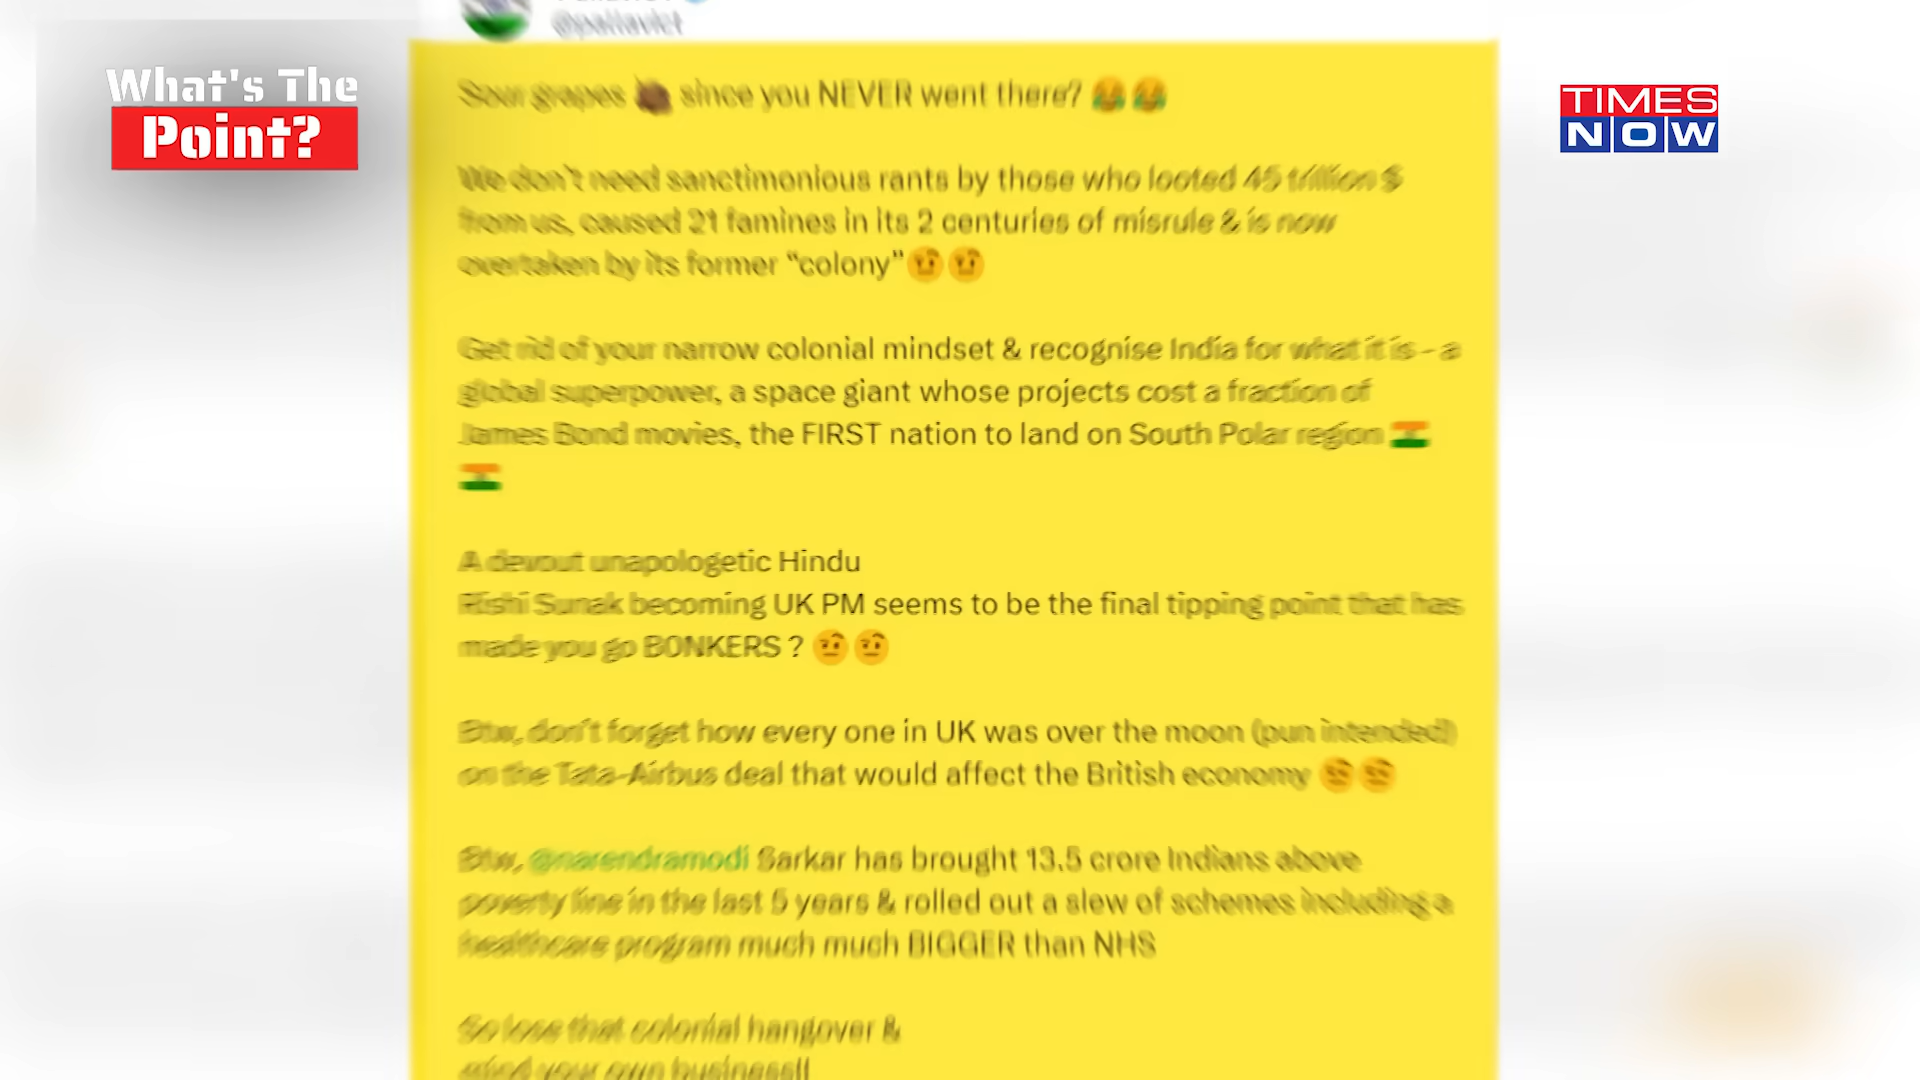 @pallavict
What's The
Point?
TIMES
NOW
Sour grapes since you NEVER went there?
We don't need sanctimonious rants by those who looted 45 trillion $
from us, caused 21 famines in its 2 centuries of misrule & is now
overtaken by its former "colony"
Get rid of your narrow colonial mindset & recognise India for what it is - a
global superpower, a space giant whose projects cost a fraction of
James Bond movies, the FIRST nation to land on South Polar region
A devout unapologetic Hindu
Rishi Sunak becoming UK PM seems to be the final tipping point that has
made you go BONKERS ?
Btw, don't forget how every one in UK was over the moon (pun intended)
on the Tata-Airbus deal that would affect the British economy
Btw, @narendramodi Sarkar has brought 13.5 crore Indians above
poverty line in the last 5 years & rolled out a slew of schemes including a
healthcare program much much BIGGER than NHS
So lose that colonial hangover &
mind your own business!!